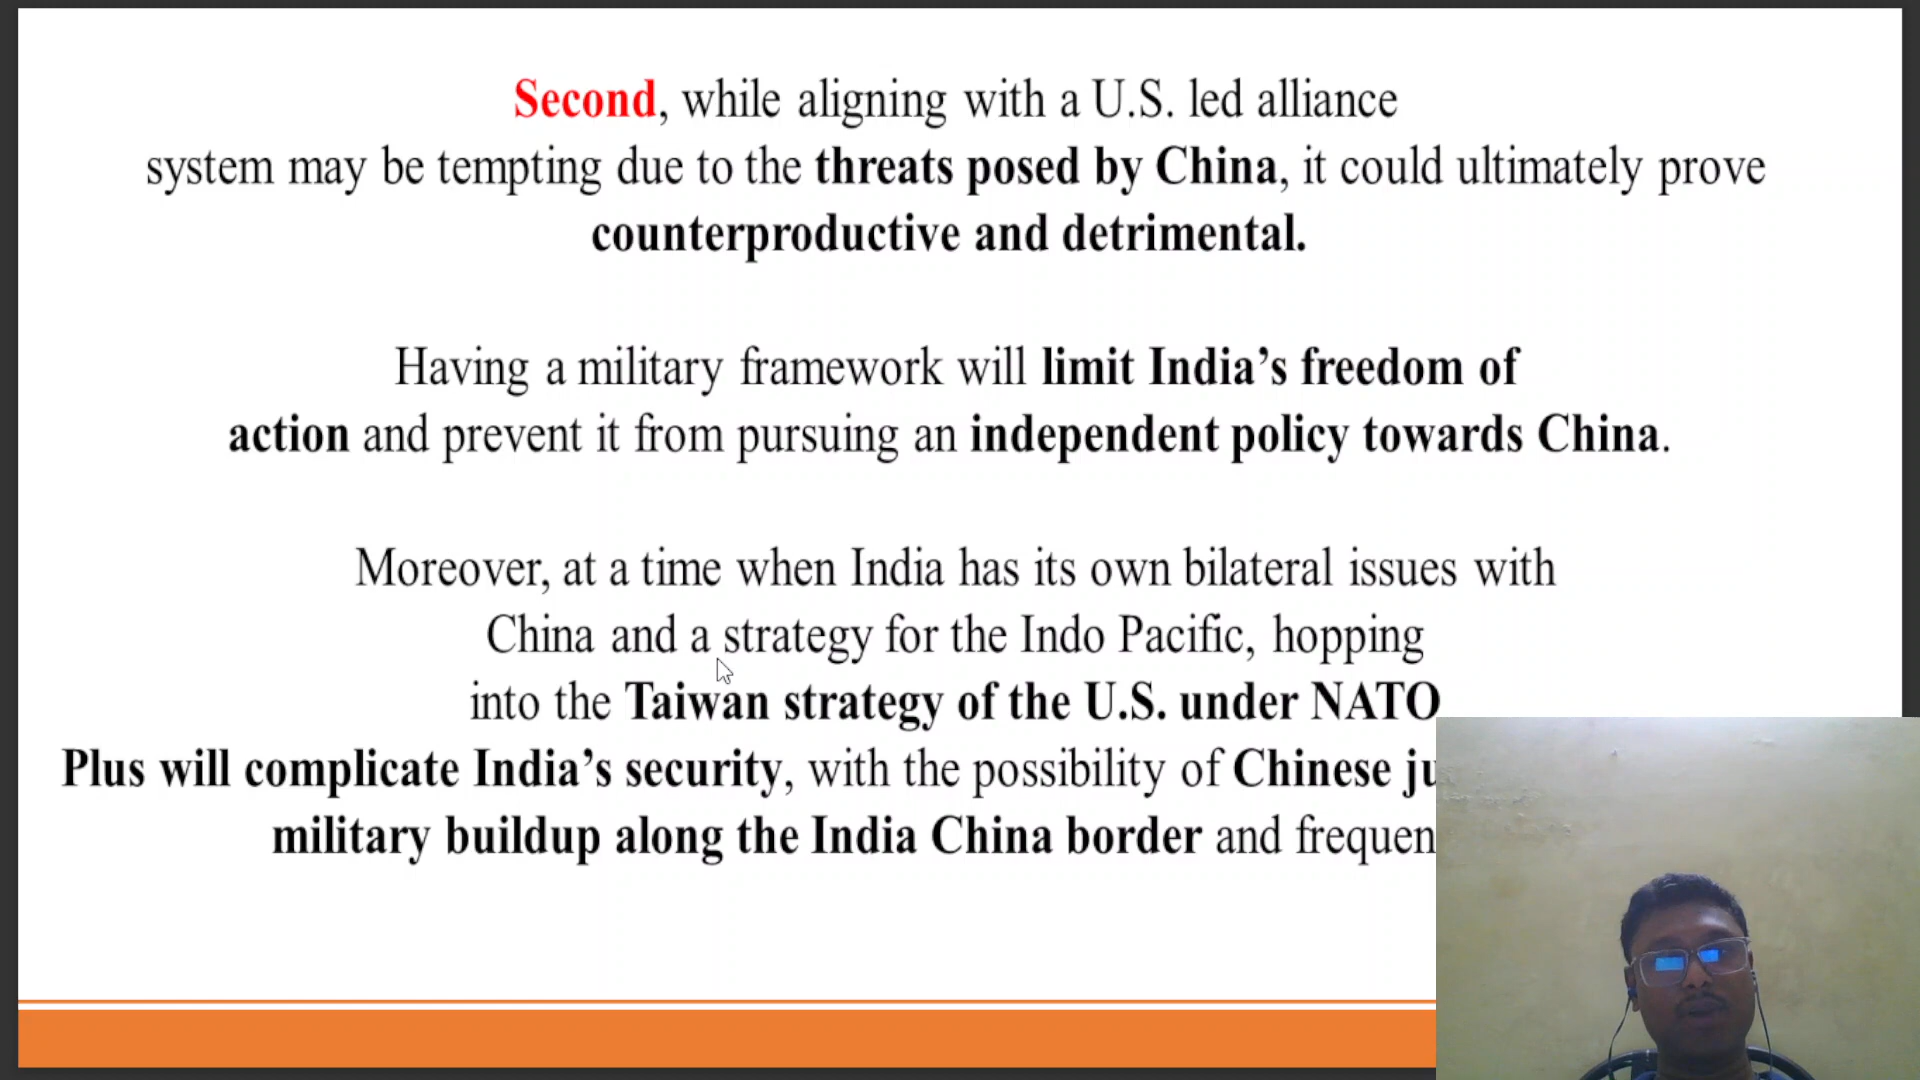 Second, while aligning with a U.S. led alliance
system may be tempting due to the threats posed by China, it could ultimately prove
counterproductive and detrimental.
Having a military framework will limit India’s freedom of
action and prevent it from pursuing an independent policy towards China.
Moreover, at a time when India has its own bilateral issues with
China and a strategy for the Indo Pacific, hopping
into the Taiwan strategy of the U.S. under NATO
Plus will complicate India’s security, with the possibility of Chinese
military buildup along the India China border and